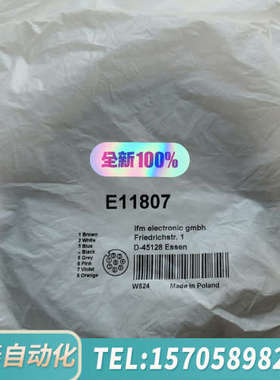 全新100%
E11807
ifm electronic gmbh
Friedrichstr. 1
D-45128 Essen
1 Brown
2 White
3 Blue
4 Black
5 Grey
6 Pink
7 Violet
8 Orange
W824
Made in Poland
自动化
TEL:157058982